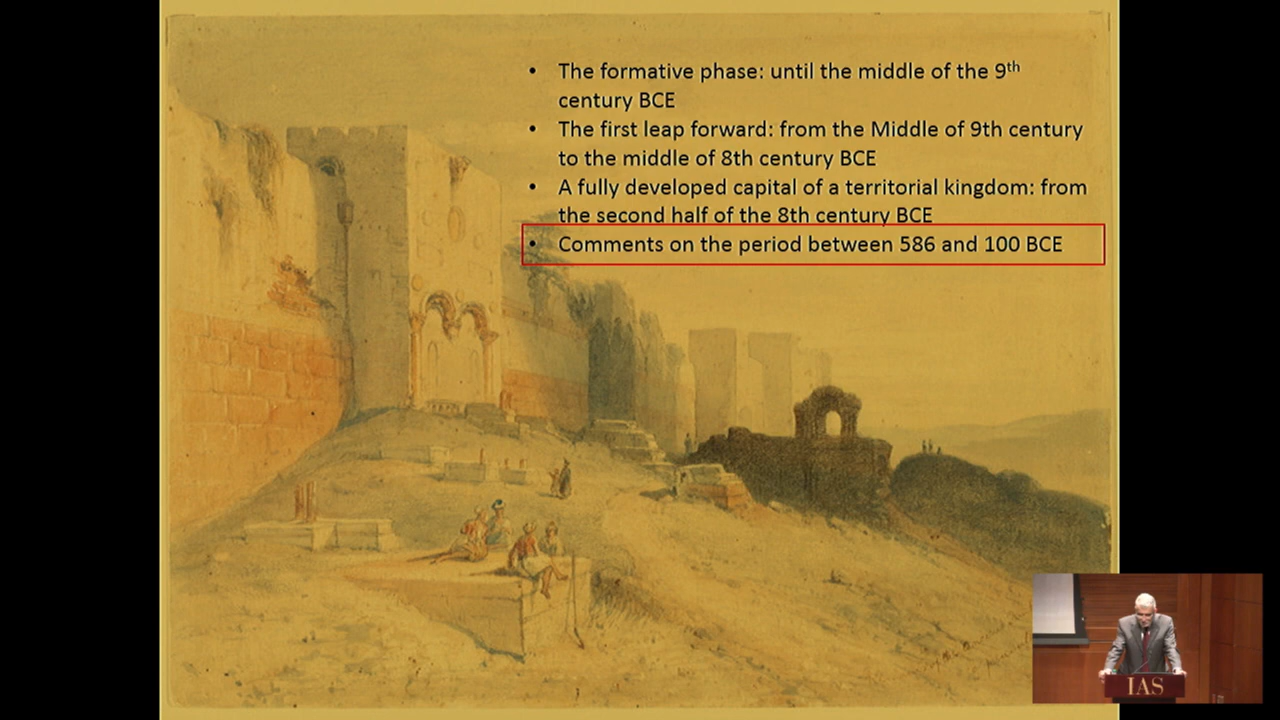 • The formative phase: until the middle of the 9th
century BCE
• The first leap forward: from the Middle of 9th century
to the middle of 8th century BCE
• A fully developed capital of a territorial kingdom: from
the second half of the 8th century BCE
• Comments on the period between 586 and 100 BCE
IAS